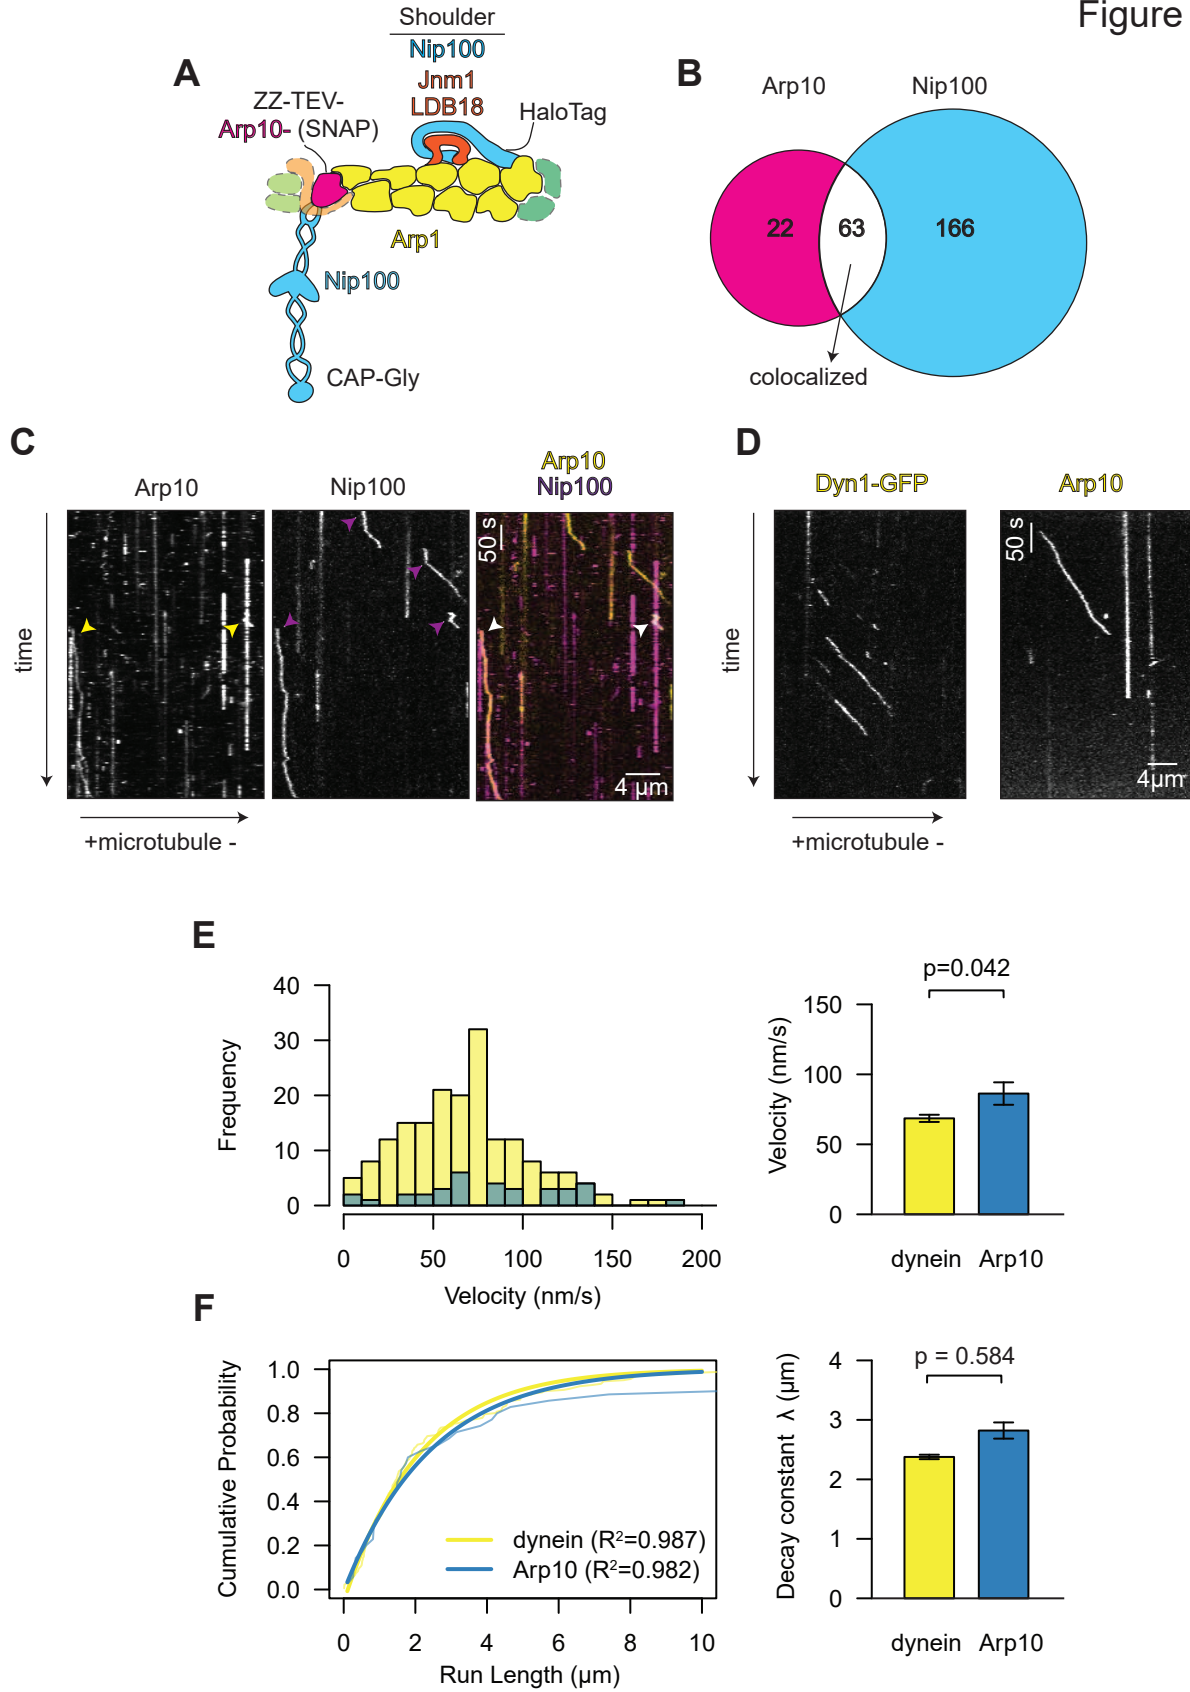 Figure
A
Shoulder
Nip100
Jnm1
LDB18
ZZ-TEV-
Arp10- (SNAP)
HaloTag
Arp1
Nip100
CAP-Gly
B
Arp10
Nip100
22
63
166
colocalized
C
Arp10
Nip100
Arp10
Nip100
time
50 s
4 µm
+microtubule -
D
Dyn1-GFP
Arp10
time
50 s
4µm
+microtubule -
E
Frequency
40
30
20
10
0
0
50
100
150
200
Velocity (nm/s)
p=0.042
Velocity (nm/s)
150
100
50
0
dynein
Arp10
F
Cumulative Probability
1.0
0.8
0.6
0.4
0.2
0.0
dynein (R²=0.987)
Arp10 (R²=0.982)
0
2
4
6
8
10
Run Length (µm)
p = 0.584
Decay constant λ (µm)
4
3
2
1
0
dynein
Arp10